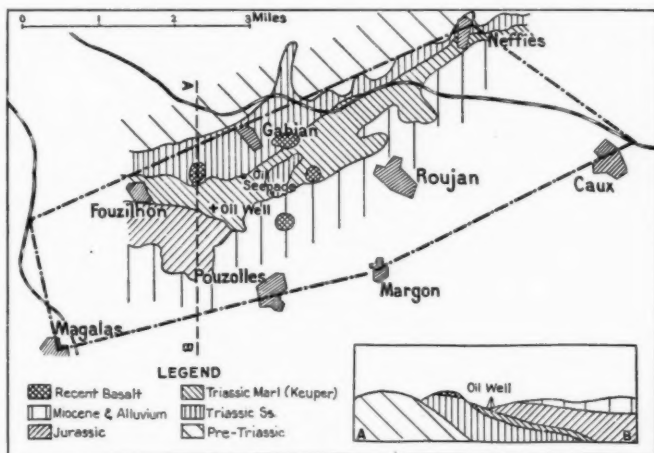 0 1 2 3 Miles
Neffiès
A
Gabian
Oil
Seepage
Roujan
Caux
Fouzilhon
+Oil Well
Pouzolles
Margon
Magalas
B
LEGEND
Recent Basalt
Miocene & Alluvium
Jurassic
Triassic Marl (Keuper)
Triassic Ss.
Pre-Triassic
Oil Well
A B